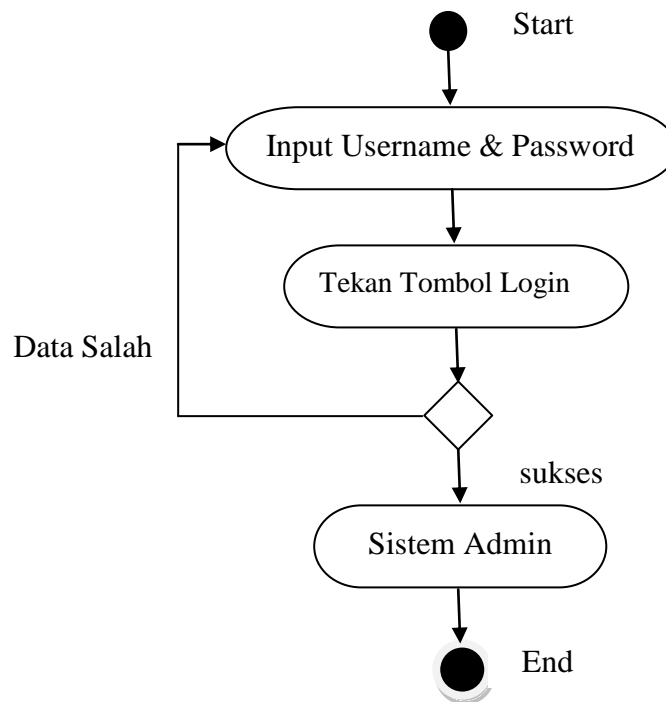 Start
Input Username & Password
Tekan Tombol Login
Data Salah
sukses
Sistem Admin
End